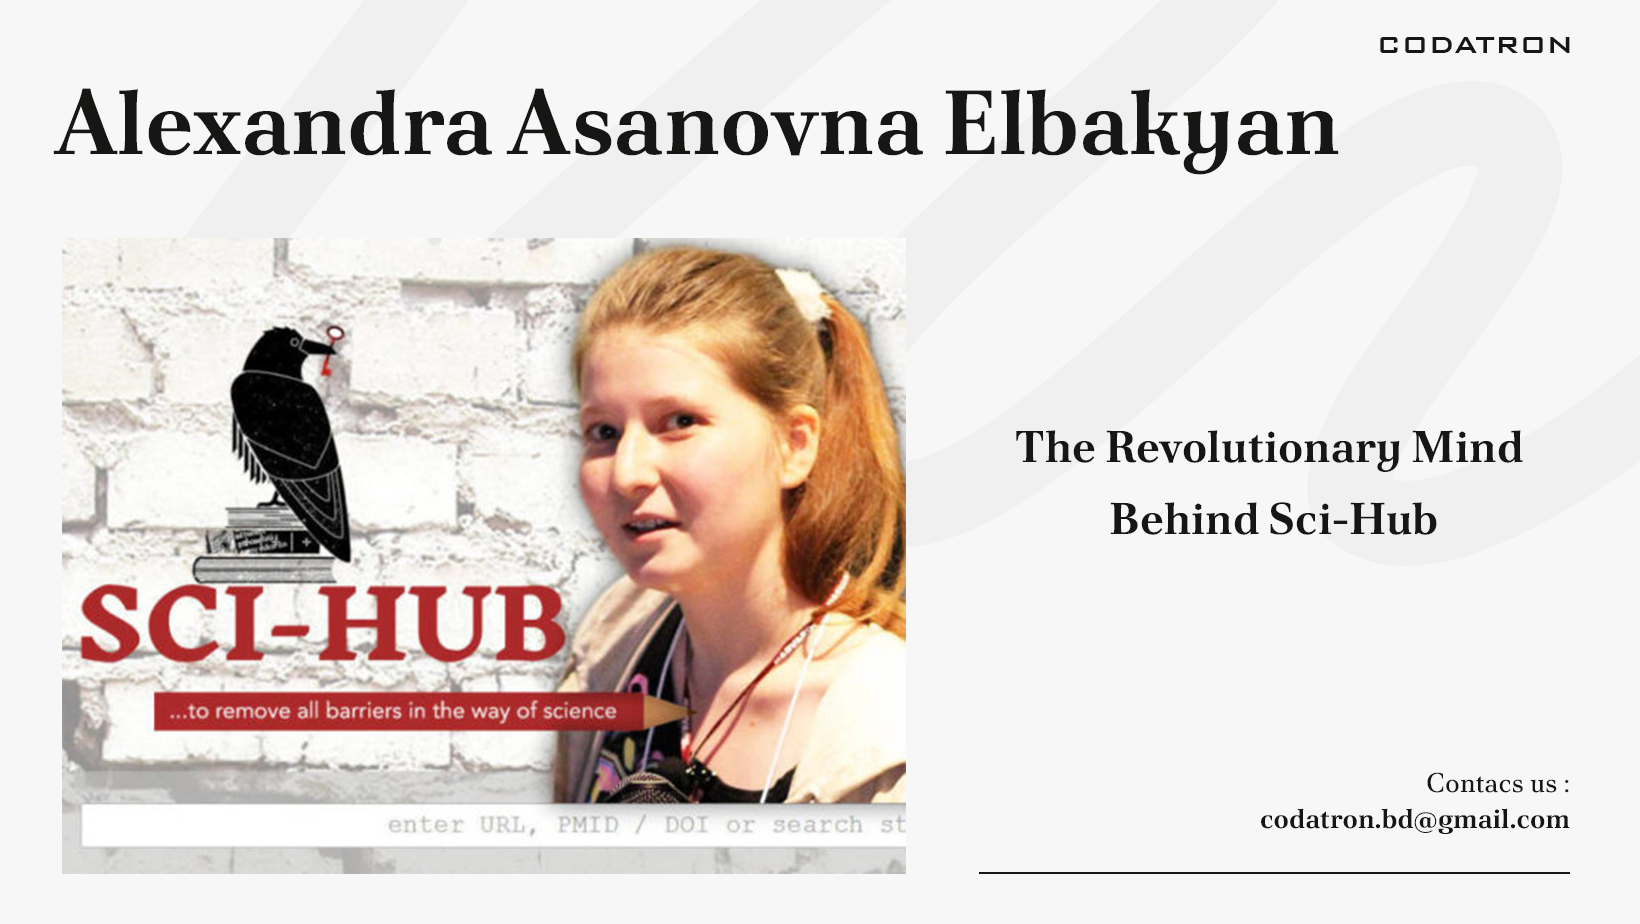 CODATRON
Alexandra Asanovna Elbakyan
The Revolutionary Mind
Behind Sci-Hub
SCI-HUB
...to remove all barriers in the way of science
enter URL, PMID / DOI or search st
Contacs us :
codatron.bd@gmail.com